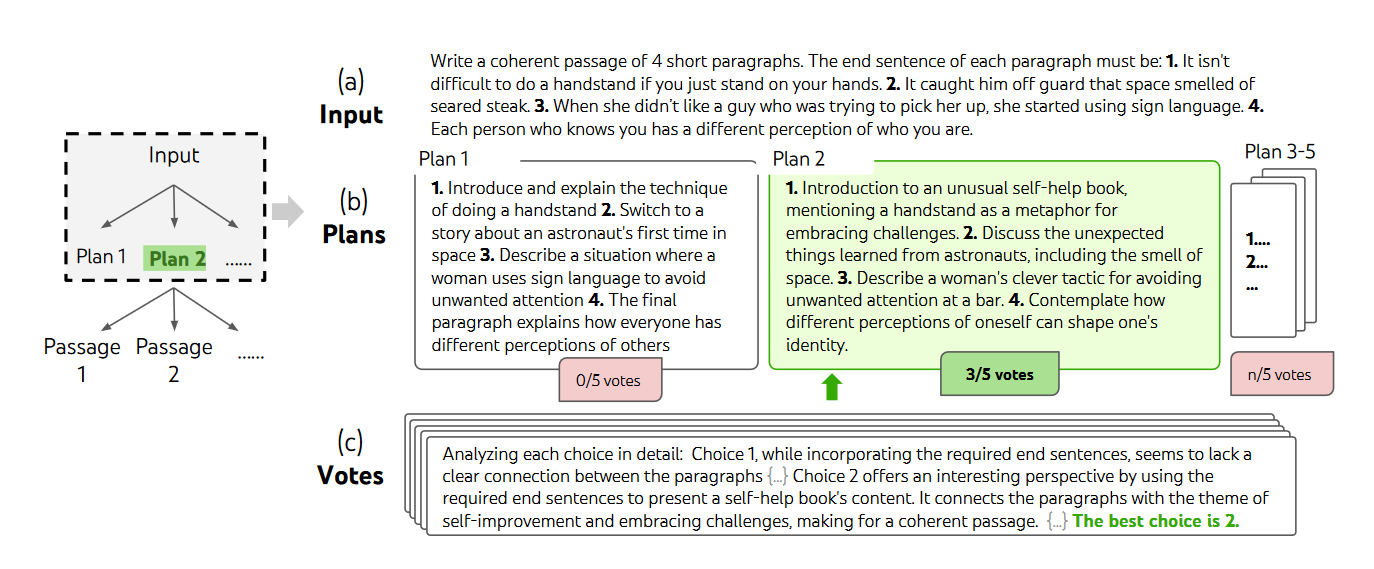 Input
Plan 1 Plan 2 ......
Passage 1 Passage 2 ......
(a)
Input
Write a coherent passage of 4 short paragraphs. The end sentence of each paragraph must be: 1. It isn't
difficult to do a handstand if you just stand on your hands. 2. It caught him off guard that space smelled of
seared steak. 3. When she didn't like a guy who was trying to pick her up, she started using sign language. 4.
Each person who knows you has a different perception of who you are.
(b)
Plans
Plan 1
1. Introduce and explain the technique
of doing a handstand 2. Switch to a
story about an astronaut's first time in
space 3. Describe a situation where a
woman uses sign language to avoid
unwanted attention 4. The final
paragraph explains how everyone has
different perceptions of others
0/5 votes
Plan 2
1. Introduction to an unusual self-help book,
mentioning a handstand as a metaphor for
embracing challenges. 2. Discuss the unexpected
things learned from astronauts, including the smell of
space. 3. Describe a woman's clever tactic for avoiding
unwanted attention at a bar. 4. Contemplate how
different perceptions of oneself can shape one's
identity.
3/5 votes
Plan 3-5
1....
2...
...
n/5 votes
(c)
Votes
Analyzing each choice in detail: Choice 1, while incorporating the required end sentences, seems to lack a
clear connection between the paragraphs {...} Choice 2 offers an interesting perspective by using the
required end sentences to present a self-help book's content. It connects the paragraphs with the theme of
self-improvement and embracing challenges, making for a coherent passage. {...} The best choice is 2.